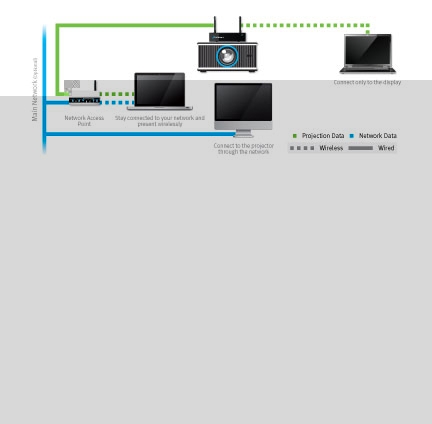 Connect only to the display
Main Network (optional)
Network Access
Point
Stay connected to your network and
present wirelessly
Connect to the projector
through the network
Projection Data
Network Data
Wireless
Wired